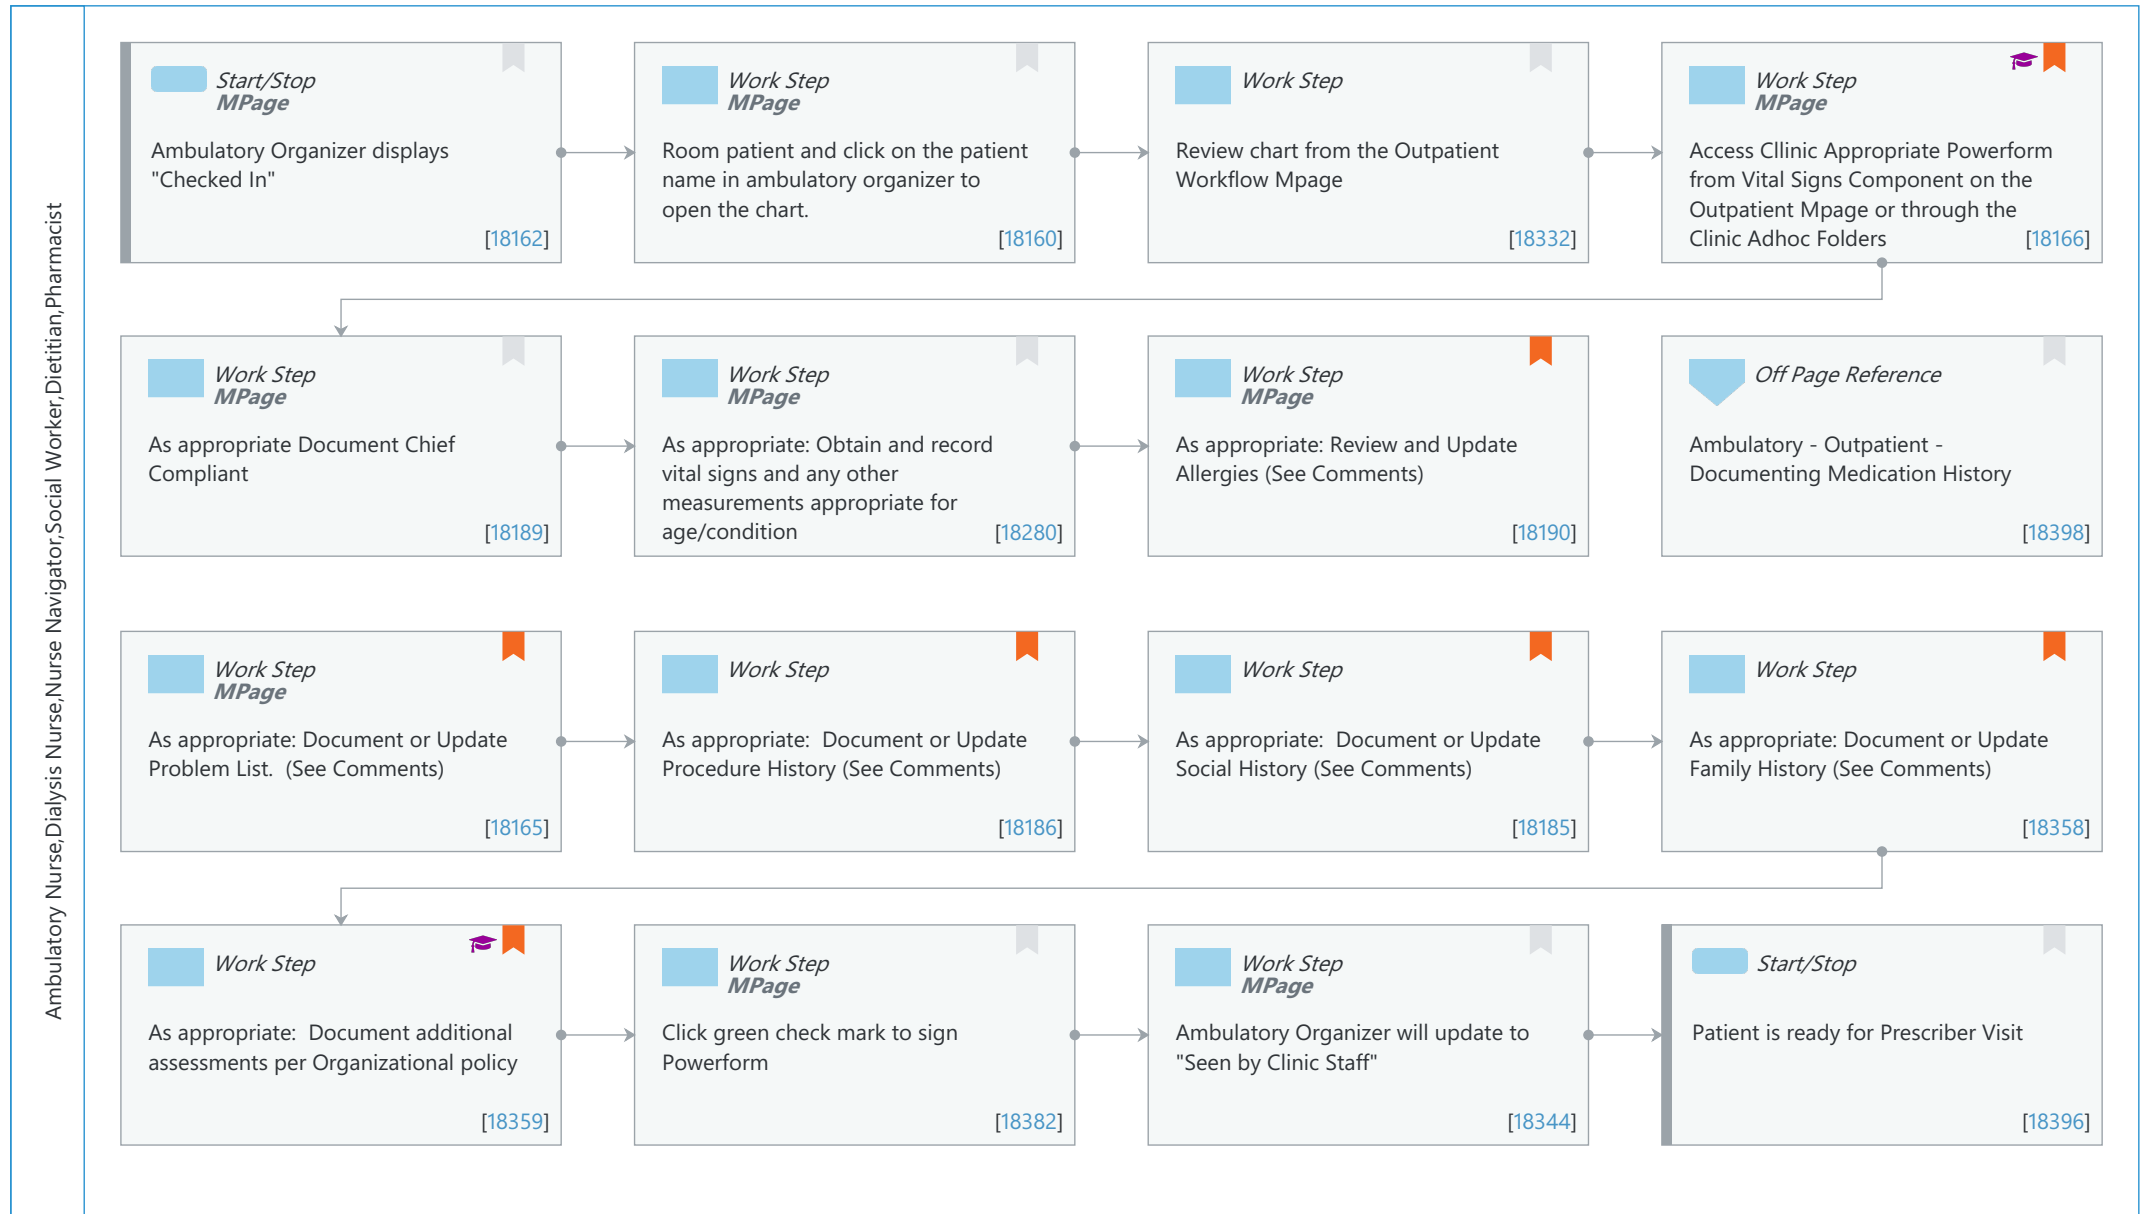 Ambulatory Nurse,Dialysis Nurse,Nurse Navigator,Social Worker,Dietitian,Pharmacist
Start/Stop
MPage
Ambulatory Organizer displays
"Checked In"
[18162]
Work Step
MPage
Room patient and click on the patient
name in ambulatory organizer to
open the chart.
[18160]
Work Step
Review chart from the Outpatient
Workflow Mpage
[18332]
Work Step
MPage
Access Cllinic Appropriate Powerform
from Vital Signs Component on the
Outpatient Mpage or through the
Clinic Adhoc Folders
[18166]
Work Step
MPage
As appropriate Document Chief
Compliant
[18189]
Work Step
MPage
As appropriate: Obtain and record
vital signs and any other
measurements appropriate for
age/condition
[18280]
Work Step
MPage
As appropriate: Review and Update
Allergies (See Comments)
[18190]
Off Page Reference
Ambulatory - Outpatient -
Documenting Medication History
[18398]
Work Step
MPage
As appropriate: Document or Update
Problem List.  (See Comments)
[18165]
Work Step
As appropriate:  Document or Update
Procedure History (See Comments)
[18186]
Work Step
As appropriate:  Document or Update
Social History (See Comments)
[18185]
Work Step
As appropriate: Document or Update
Family History (See Comments)
[18358]
Work Step
As appropriate:  Document additional
assessments per Organizational policy
[18359]
Work Step
MPage
Click green check mark to sign
Powerform
[18382]
Work Step
MPage
Ambulatory Organizer will update to
"Seen by Clinic Staff"
[18344]
Start/Stop
Patient is ready for Prescriber Visit
[18396]